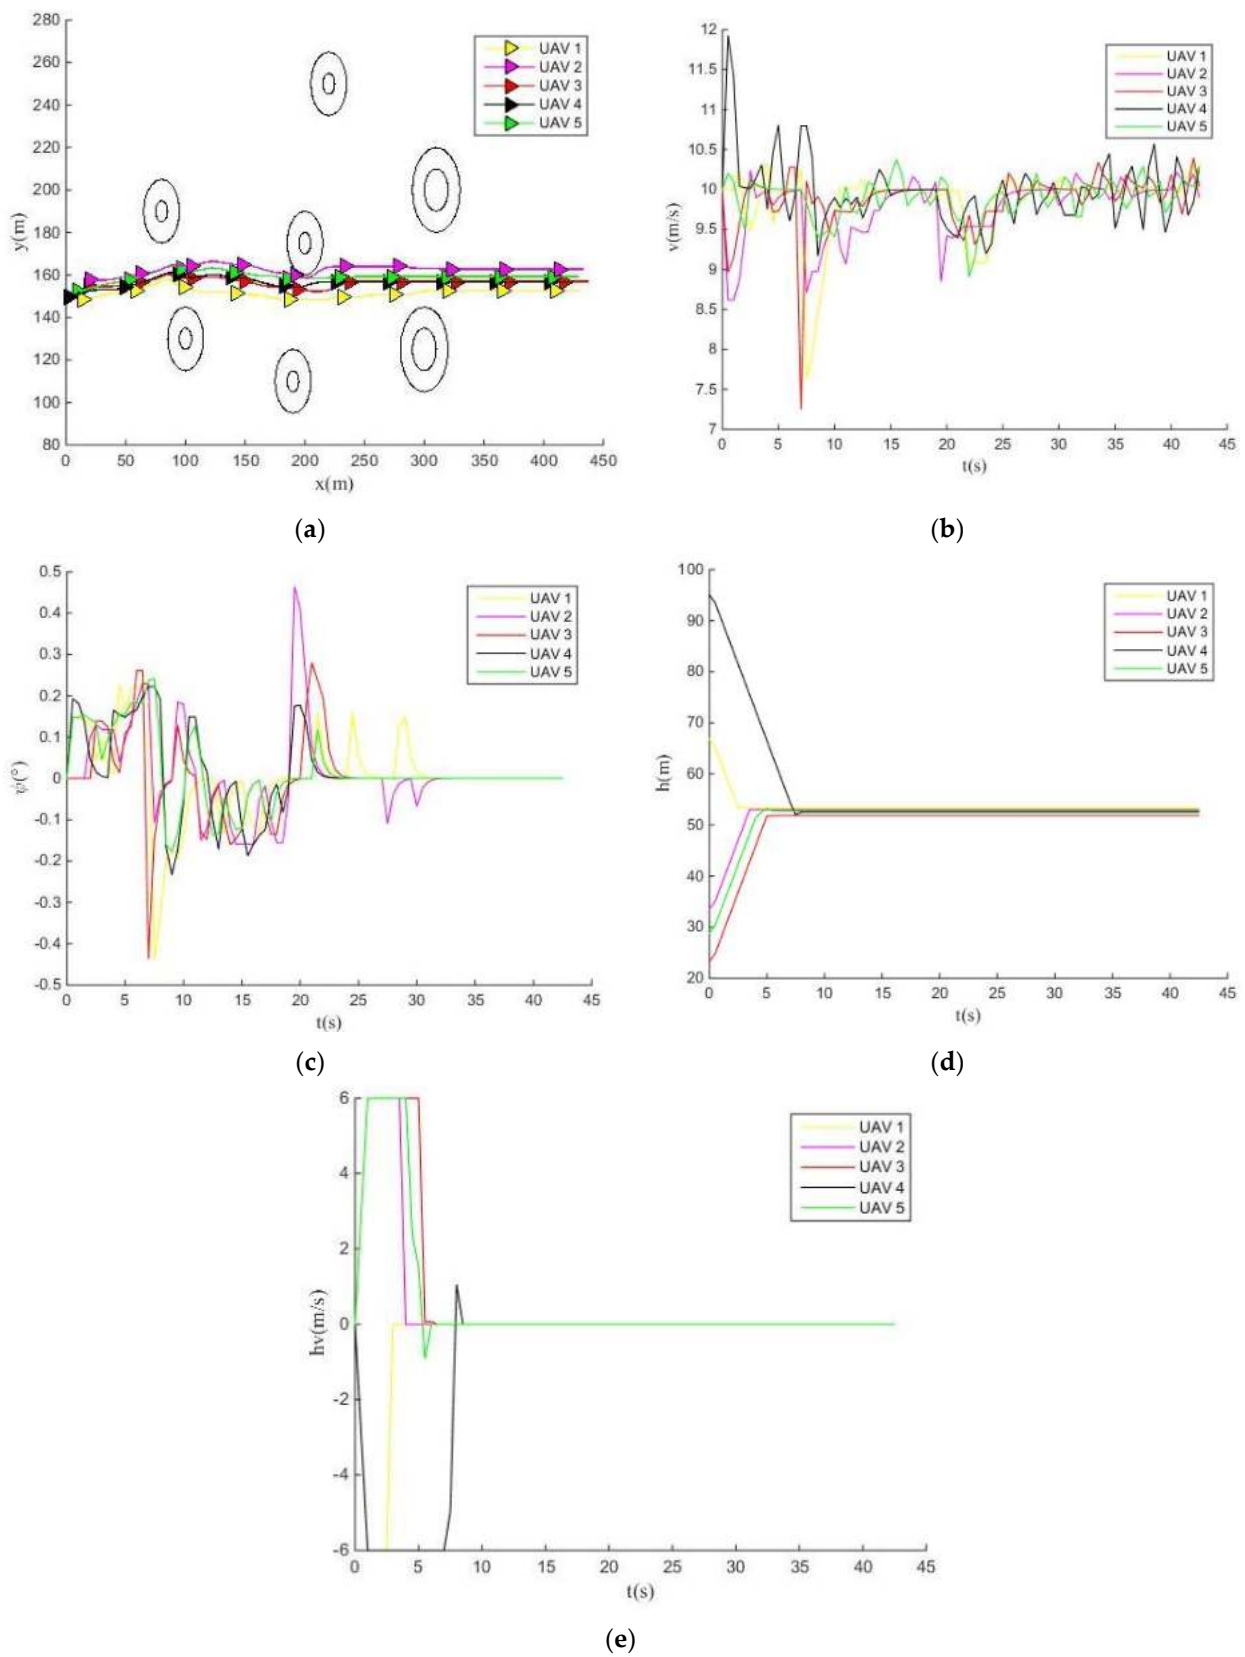 280
260
240
220
200
180
160
140
120
100
80
y(m)
0 50 100 150 200 250 300 350 400 450
x(m)
UAV 1
UAV 2
UAV 3
UAV 4
UAV 5
(a)
12
11.5
11
10.5
10
9.5
9
8.5
8
7.5
7
v(m/s)
0 5 10 15 20 25 30 35 40 45
t(s)
UAV 1
UAV 2
UAV 3
UAV 4
UAV 5
(b)
0.5
0.4
0.3
0.2
0.1
0
-0.1
-0.2
-0.3
-0.4
-0.5
ψ(°)
0 5 10 15 20 25 30 35 40 45
t(s)
UAV 1
UAV 2
UAV 3
UAV 4
UAV 5
(c)
100
90
80
70
60
50
40
30
20
h(m)
0 5 10 15 20 25 30 35 40 45
t(s)
UAV 1
UAV 2
UAV 3
UAV 4
UAV 5
(d)
6
4
2
0
-2
-4
-6
hv(m/s)
0 5 10 15 20 25 30 35 40 45
t(s)
UAV 1
UAV 2
UAV 3
UAV 4
UAV 5
(e)